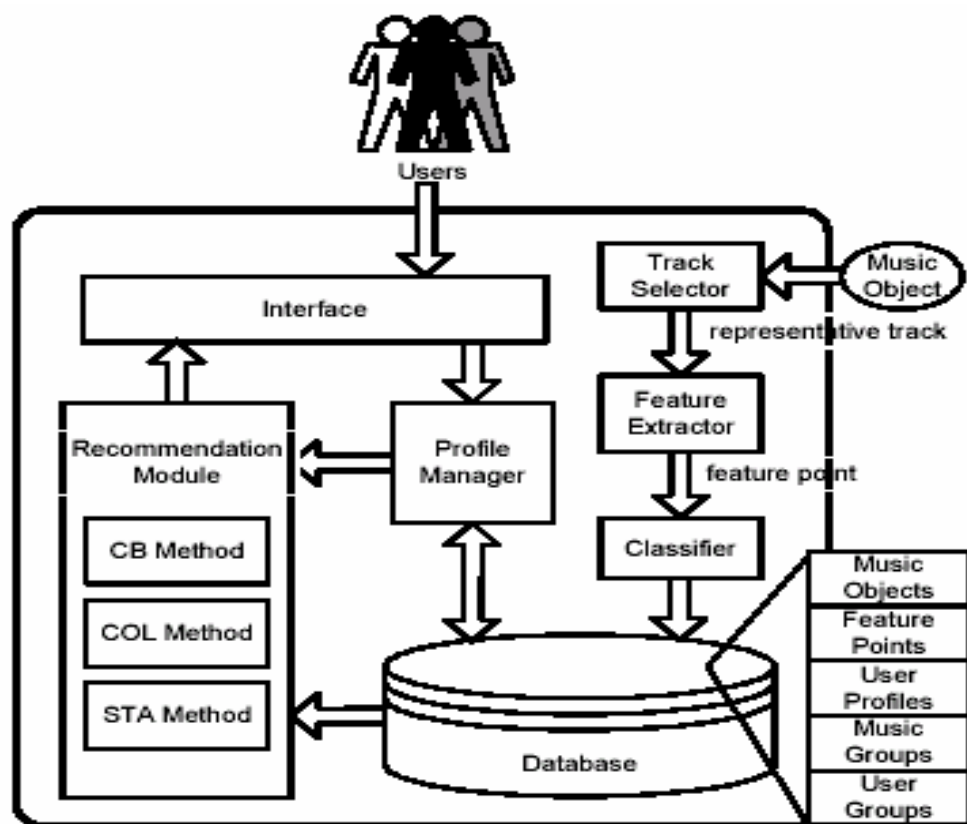 Users
Interface
Track
Selector
Music
Object
representative track
Recommendation
Module
Profile
Manager
Feature
Extractor
feature point
CB Method
COL Method
STA Method
Classifier
Database
Music
Objects
Feature
Points
User
Profiles
Music
Groups
User
Groups